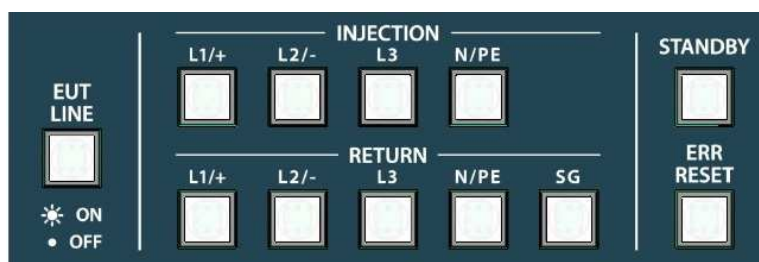 EUT
LINE
☀ ON
• OFF
INJECTION
L1/+ L2/- L3 N/PE
RETURN
L1/+ L2/- L3 N/PE SG
STANDBY
ERR
RESET